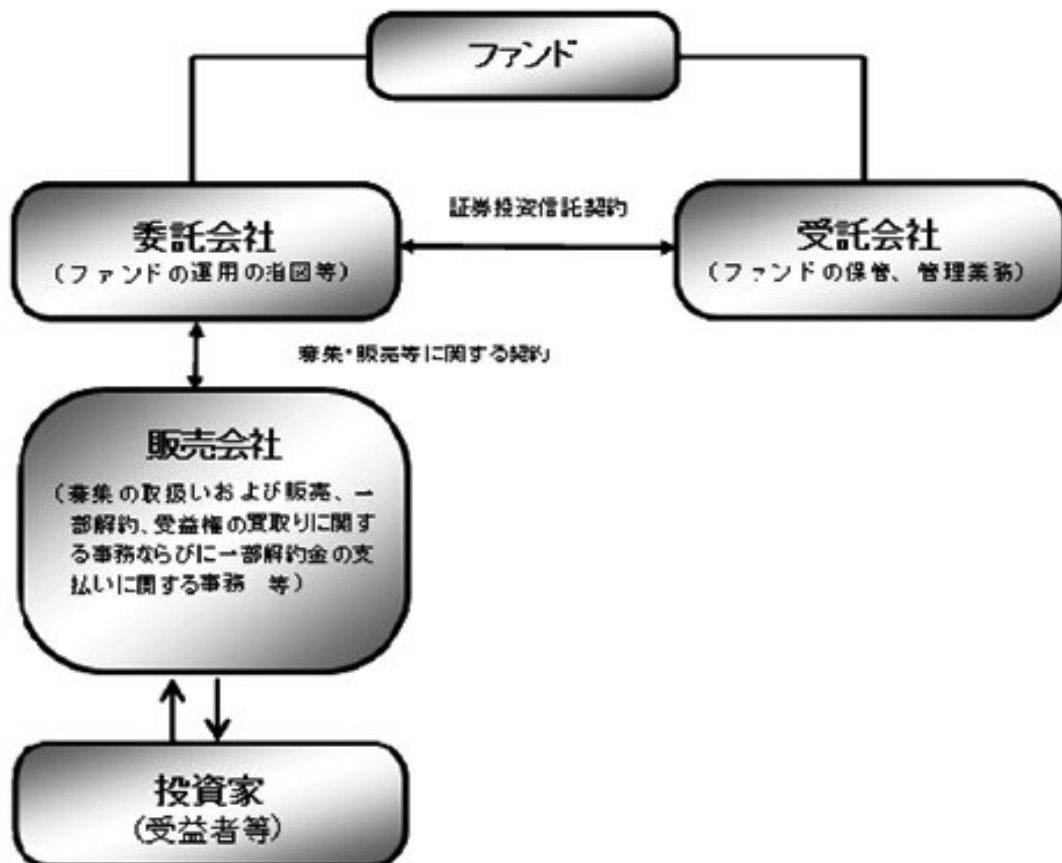 ファンド
委託会社
(ファンドの運用の指図等)
証券投資信託契約
受託会社
(ファンドの保管、管理業務)
募集・販売等に関する契約
販売会社
(募集の取扱いおよび販売、一
部解約、受益権の買取りに関す
る事務ならびに一部解約金の支
払いに関する事務 等)
投資家
(受益者等)